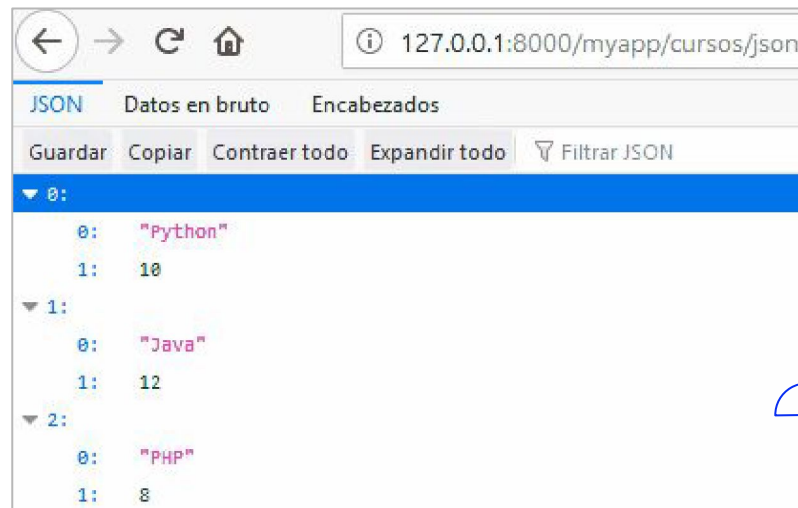 127.0.0.1:8000/myapp/cursos/json
JSON Datos en bruto Encabezados
Guardar Copiar Contraer todo Expandir todo Filtrar JSON
0:
0: "Python"
1: 10
1:
0: "Java"
1: 12
2:
0: "PHP"
1: 8